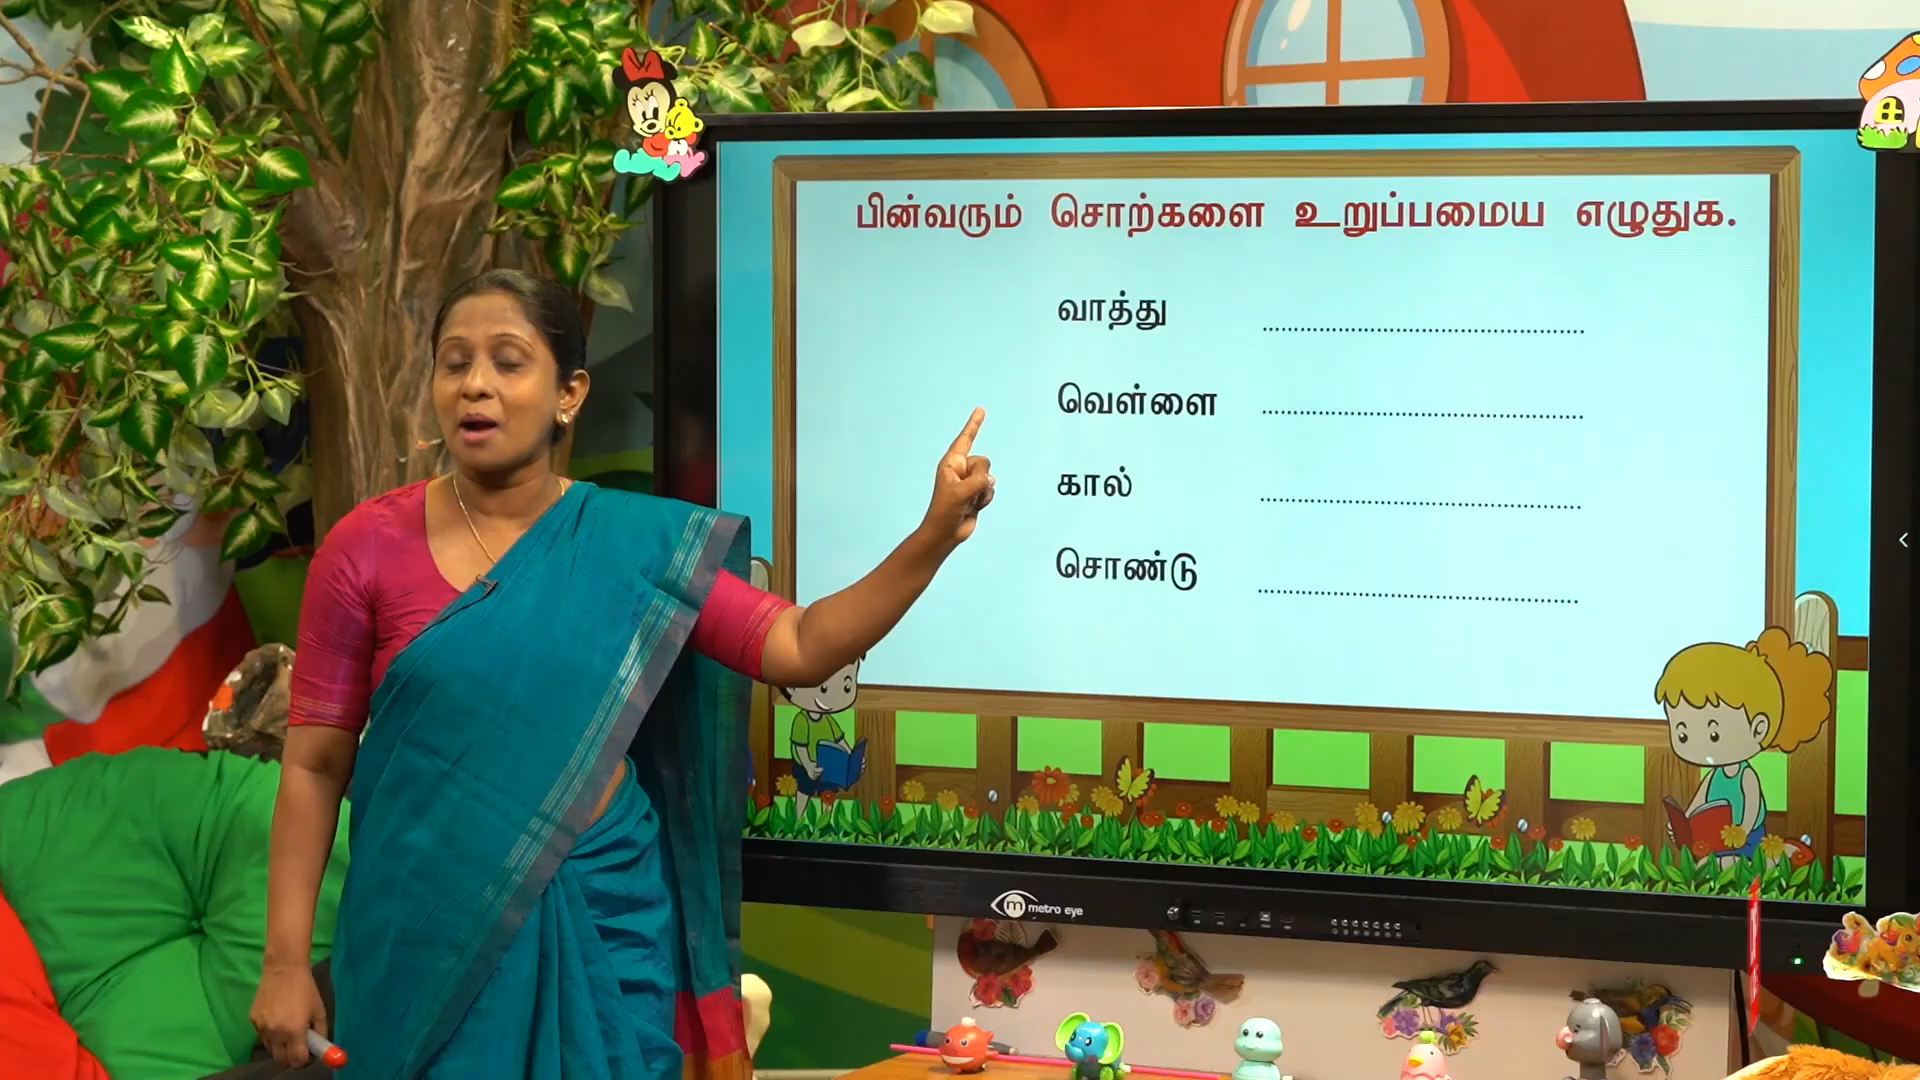 பின்வரும் சொற்களை உறுப்பமைய எழுதுக.
வாத்து ........................................
வெள்ளை ........................................
கால் ........................................
சொண்டு ........................................
metro eye